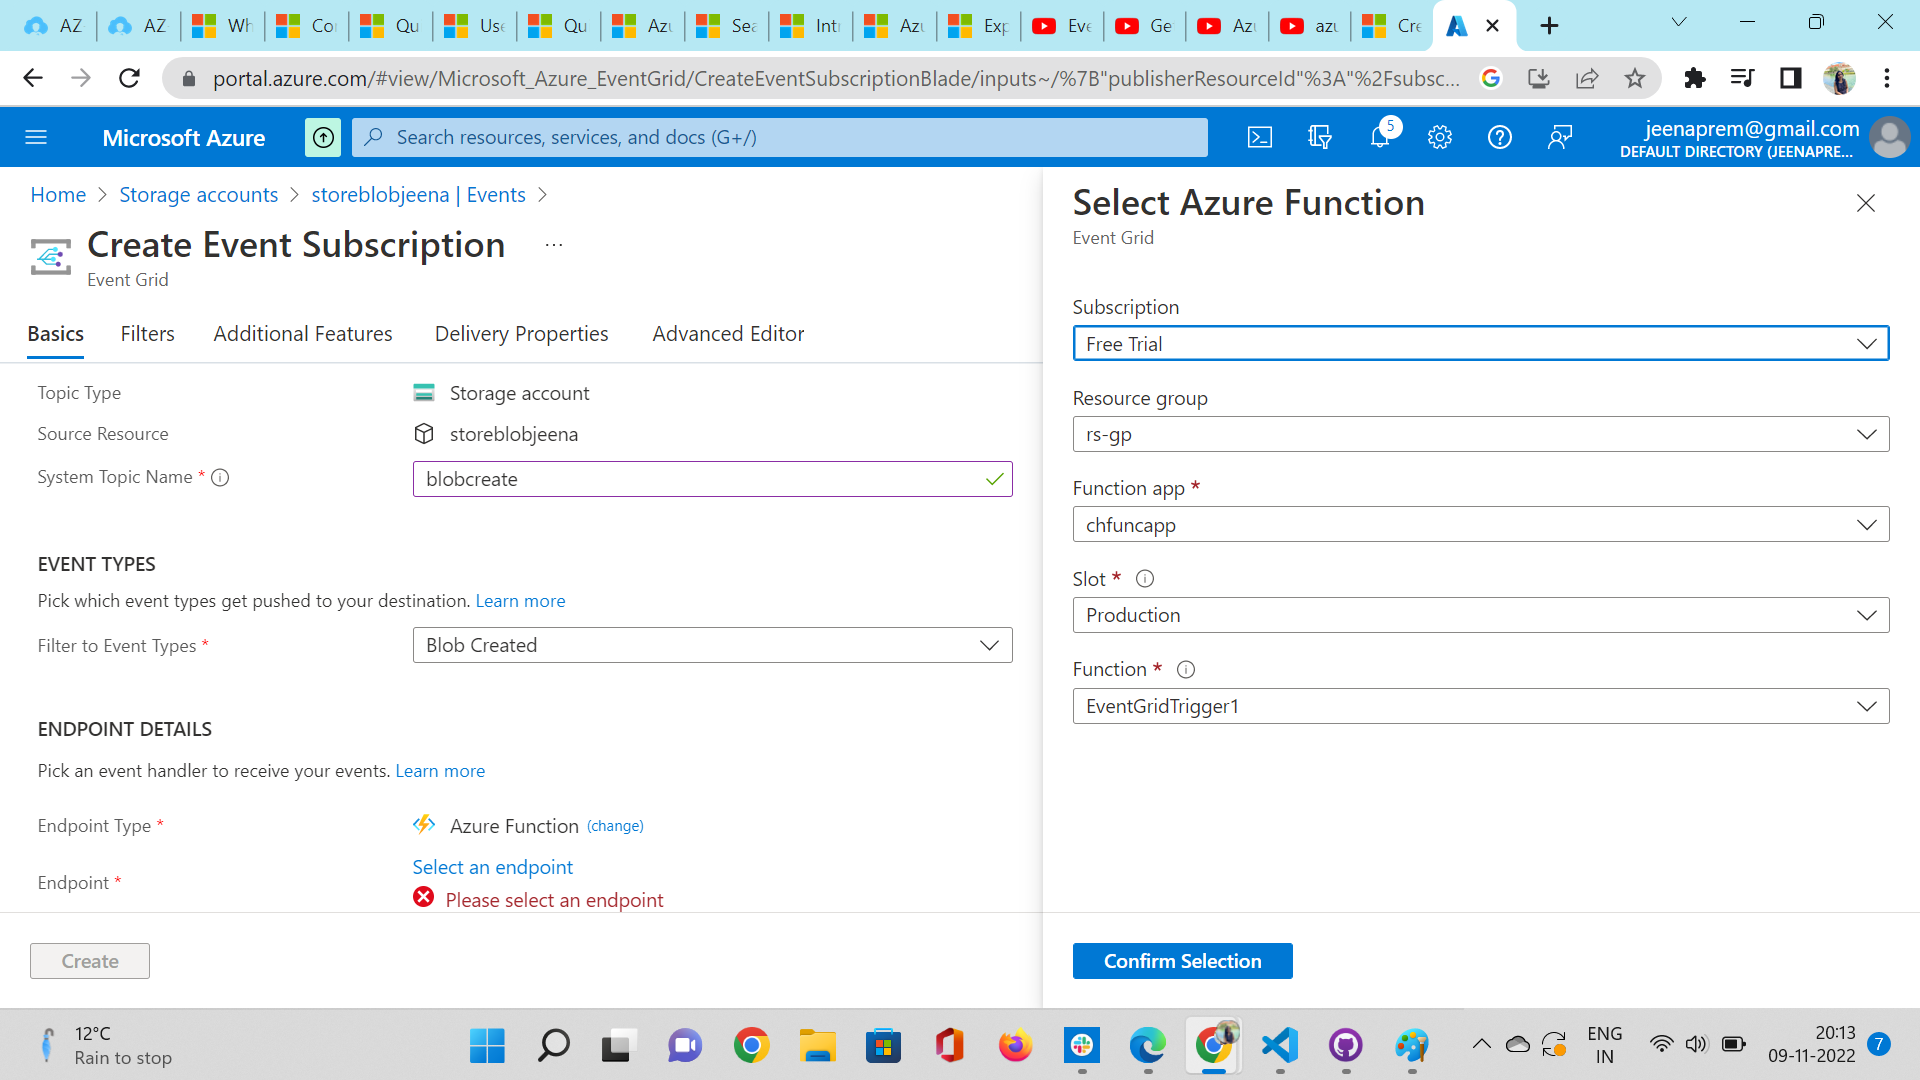 AZ
AZ
Wh
Co
Qu
Use
Qu
Azu
Sea
Intr
Azu
Exp
Eve
Ge
Azu
azu
Cre
portal.azure.com/#view/Microsoft_Azure_EventGrid/CreateEventSubscriptionBlade/inputs~/%7B"publisherResourceId"%3A"%2Fsubsc...
Microsoft Azure
Search resources, services, and docs (G+/)
5
jeenaprem@gmail.com
DEFAULT DIRECTORY (JEENAPRE...
Home > Storage accounts > storeblobjeena | Events >
Create Event Subscription ...
Event Grid
Basics Filters Additional Features Delivery Properties Advanced Editor
Topic Type Storage account
Source Resource storeblobjeena
System Topic Name * blobcreate
EVENT TYPES
Pick which event types get pushed to your destination. Learn more
Filter to Event Types * Blob Created
ENDPOINT DETAILS
Pick an event handler to receive your events. Learn more
Endpoint Type * Azure Function (change)
Select an endpoint
Endpoint *
Please select an endpoint
Create
Select Azure Function
Event Grid
Subscription
Free Trial
Resource group
rs-gp
Function app *
chfuncapp
Slot *
Production
Function *
EventGridTrigger1
Confirm Selection
12°C
Rain to stop
ENG
IN
20:13
09-11-2022
7